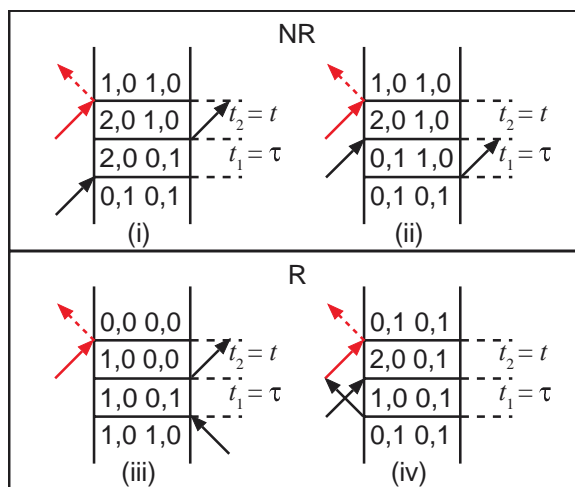 NR
1,0 1,0
2,0 1,0
2,0 0,1
0,1 0,1
t₂ = t
t₁ = τ
(i)
1,0 1,0
2,0 1,0
0,1 1,0
0,1 0,1
t₂ = t
t₁ = τ
(ii)
R
0,0 0,0
1,0 0,0
1,0 0,1
1,0 1,0
t₂ = t
t₁ = τ
(iii)
0,1 0,1
2,0 0,1
1,0 0,1
0,1 0,1
t₂ = t
t₁ = τ
(iv)